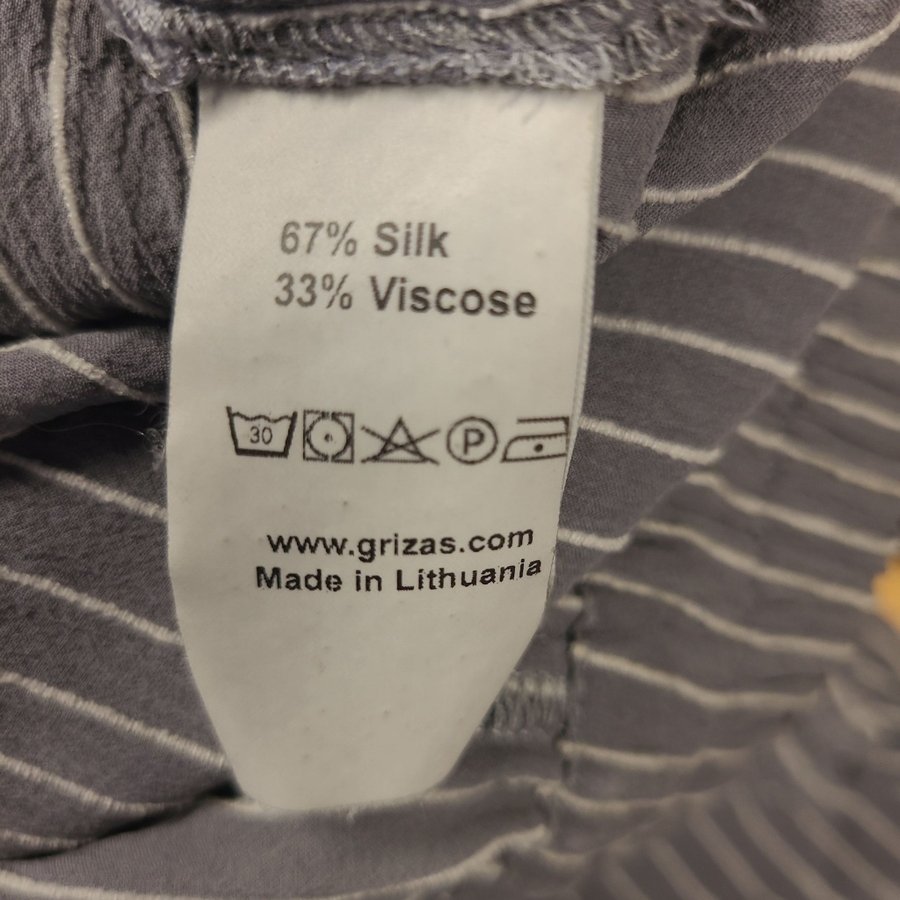 67% Silk
33% Viscose
30 P
www.grizas.com
Made in Lithuania